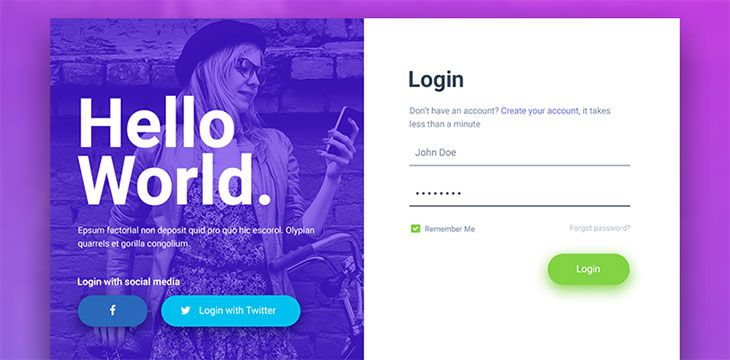 Hello
World.
Epsum factorial non deposit quid pro quo hic escorol. Olypian
quarrels et gorilla congolium.
Login with social media
f
Login with Twitter
Login
Don't have an account? Create your account, it takes
less than a minute
John Doe
••••••••
Remember Me
Forgot password?
Login